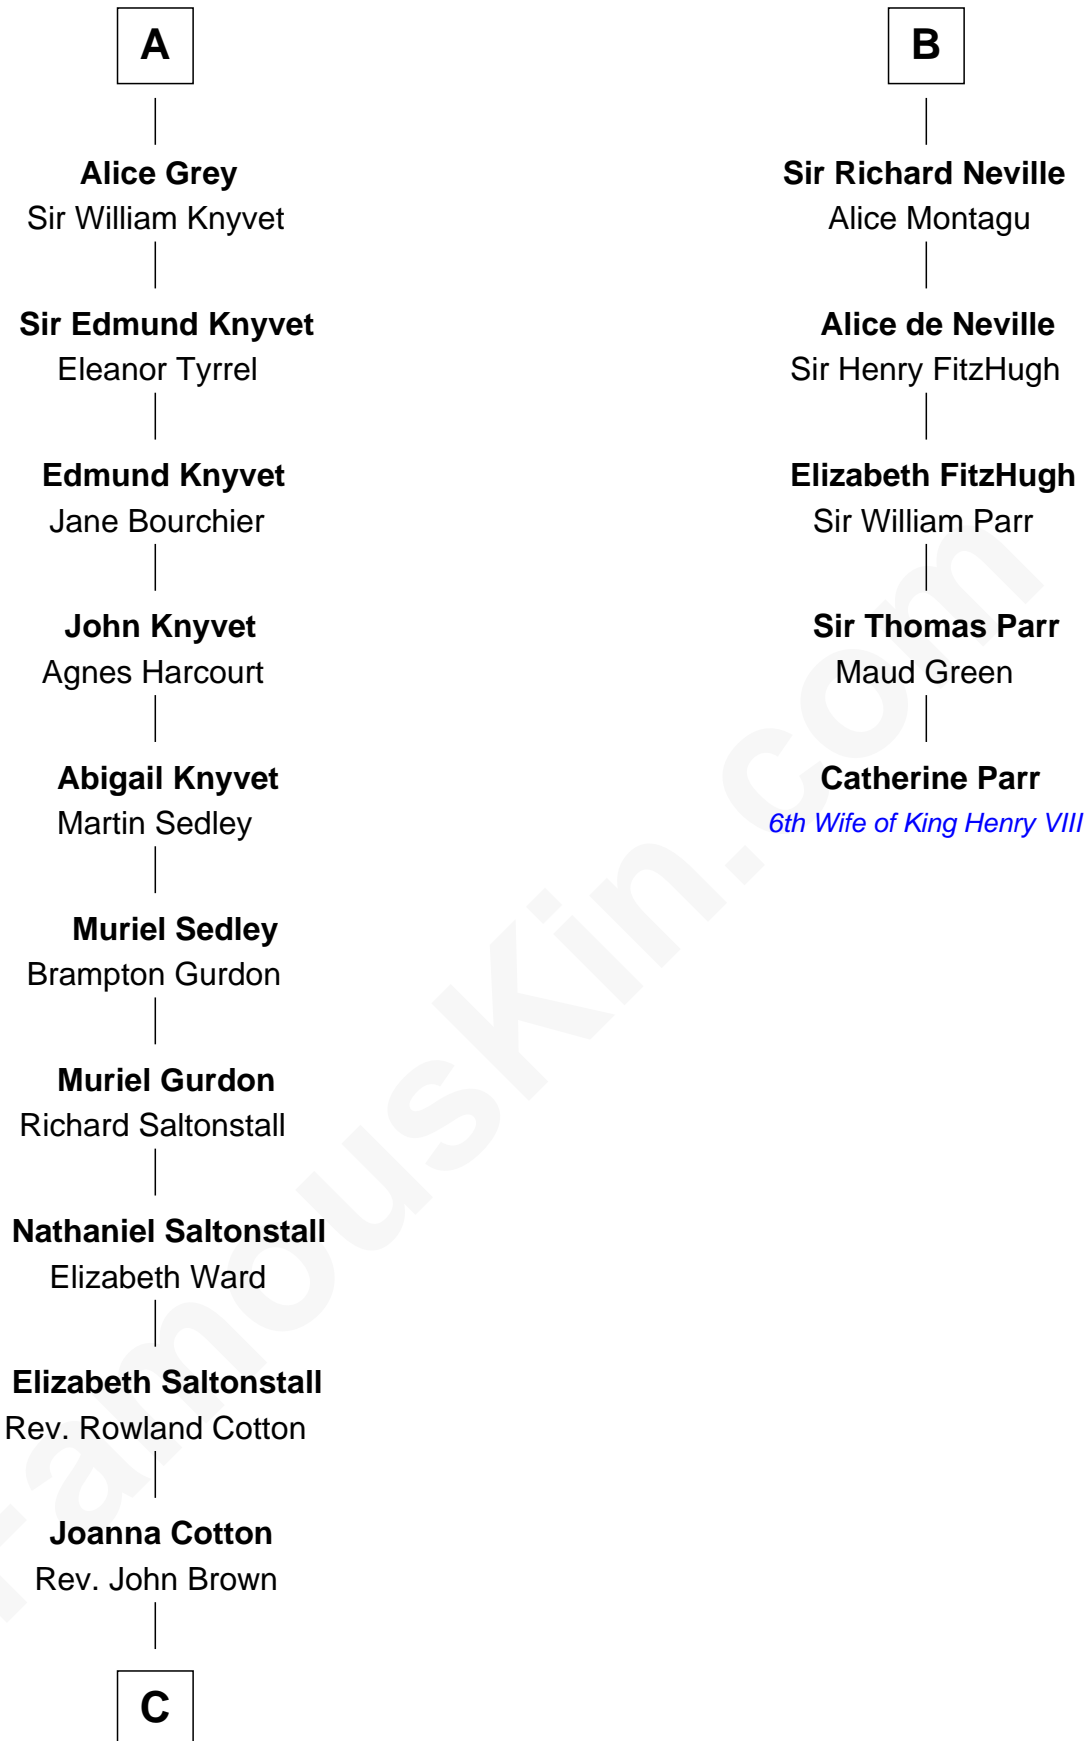 A
Alice Grey
Sir William Knyvet
Sir Edmund Knyvet
Eleanor Tyrrel
Edmund Knyvet
Jane Bourchier
John Knyvet
Agnes Harcourt
Abigail Knyvet
Martin Sedley
Muriel Sedley
Brampton Gurdon
Muriel Gurdon
Richard Saltonstall
Nathaniel Saltonstall
Elizabeth Ward
Elizabeth Saltonstall
Rev. Rowland Cotton
Joanna Cotton
Rev. John Brown
C
B
Sir Richard Neville
Alice Montagu
Alice de Neville
Sir Henry FitzHugh
Elizabeth FitzHugh
Sir William Parr
Sir Thomas Parr
Maud Green
Catherine Parr
6th Wife of King Henry VIII
FamousKin.com